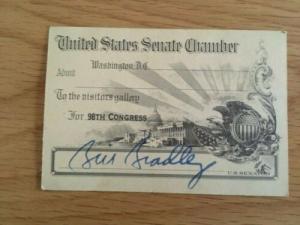 United States Senate Chamber
Washington, D.C.
Admit
To the visitors gallery
For 98TH CONGRESS
Bill Bradley
U.S. SENATOR